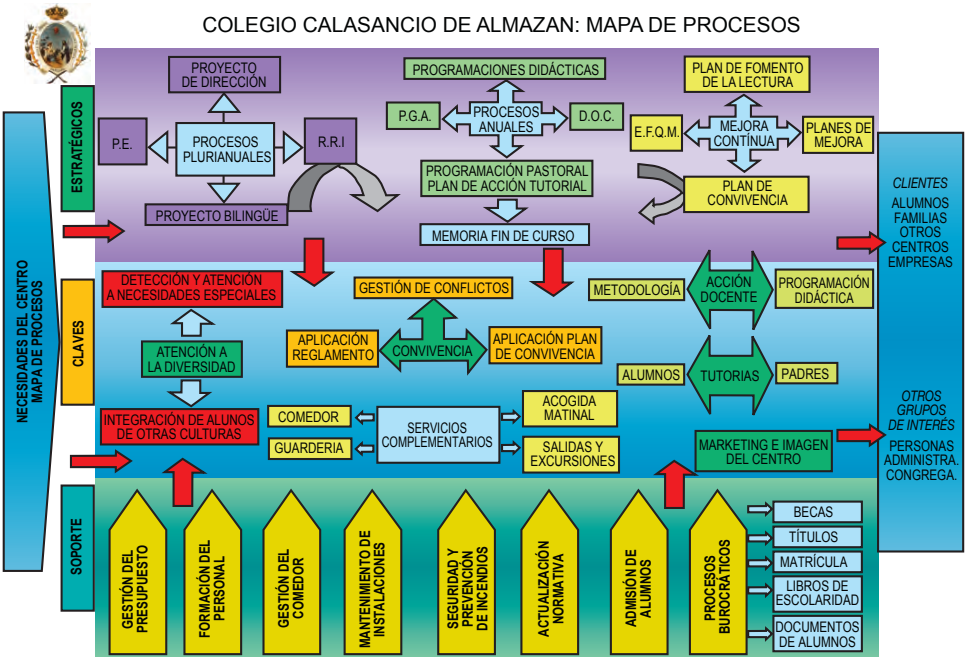 COLEGIO CALASANCIO DE ALMAZAN: MAPA DE PROCESOS
NECESIDADES DEL CENTRO
MAPA DE PROCESOS
ESTRATÉGICOS
PROYECTO
DE DIRECCIÓN
P.E.
PROCESOS
PLURIANUALES
R.R.I
PROYECTO BILINGÜE
PROGRAMACIONES DIDÁCTICAS
P.G.A.
PROCESOS
ANUALES
D.O.C.
PROGRAMACIÓN PASTORAL
PLAN DE ACCIÓN TUTORIAL
MEMORIA FIN DE CURSO
PLAN DE FOMENTO
DE LA LECTURA
E.F.Q.M.
MEJORA
CONTÍNUA
PLANES DE
MEJORA
PLAN DE
CONVIVENCIA
CLAVES
DETECCIÓN Y ATENCIÓN
A NECESIDADES ESPECIALES
ATENCIÓN A
LA DIVERSIDAD
INTEGRACIÓN DE ALUNOS
DE OTRAS CULTURAS
GESTIÓN DE CONFLICTOS
APLICACIÓN
REGLAMENTO
CONVIVENCIA
APLICACIÓN PLAN
DE CONVIVENCIA
COMEDOR
GUARDERIA
SERVICIOS
COMPLEMENTARIOS
ACOGIDA
MATINAL
SALIDAS Y
EXCURSIONES
METODOLOGÍA
ACCIÓN
DOCENTE
PROGRAMACIÓN
DIDÁCTICA
ALUMNOS
TUTORIAS
PADRES
MARKETING E IMAGEN
DEL CENTRO
SOPORTE
GESTIÓN DEL
PRESUPUESTO
FORMACIÓN DEL
PERSONAL
GESTIÓN DEL
COMEDOR
MANTENIMIENTO DE
INSTALACIONES
SEGURIDAD Y
PREVENCIÓN
DE INCENDIOS
ACTUALIZACIÓN
NORMATIVA
ADMISIÓN DE
ALUMNOS
PROCESOS
BUROCRÁTICOS
BECAS
TÍTULOS
MATRÍCULA
LIBROS DE
ESCOLARIDAD
DOCUMENTOS
DE ALUMNOS
CLIENTES
ALUMNOS
FAMILIAS
OTROS
CENTROS
EMPRESAS
OTROS
GRUPOS
DE INTERÉS
PERSONAS
ADMINISTRA.
CONGREGA.